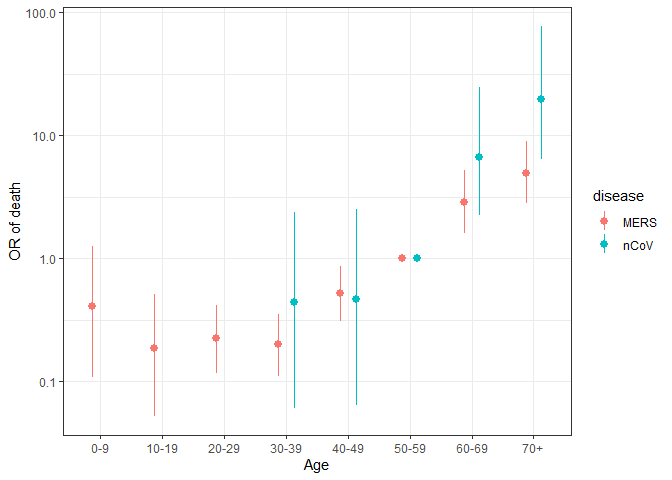 100.0
10.0
1.0
0.1
OR of death
0-9 10-19 20-29 30-39 40-49 50-59 60-69 70+
Age
disease
MERS
nCoV